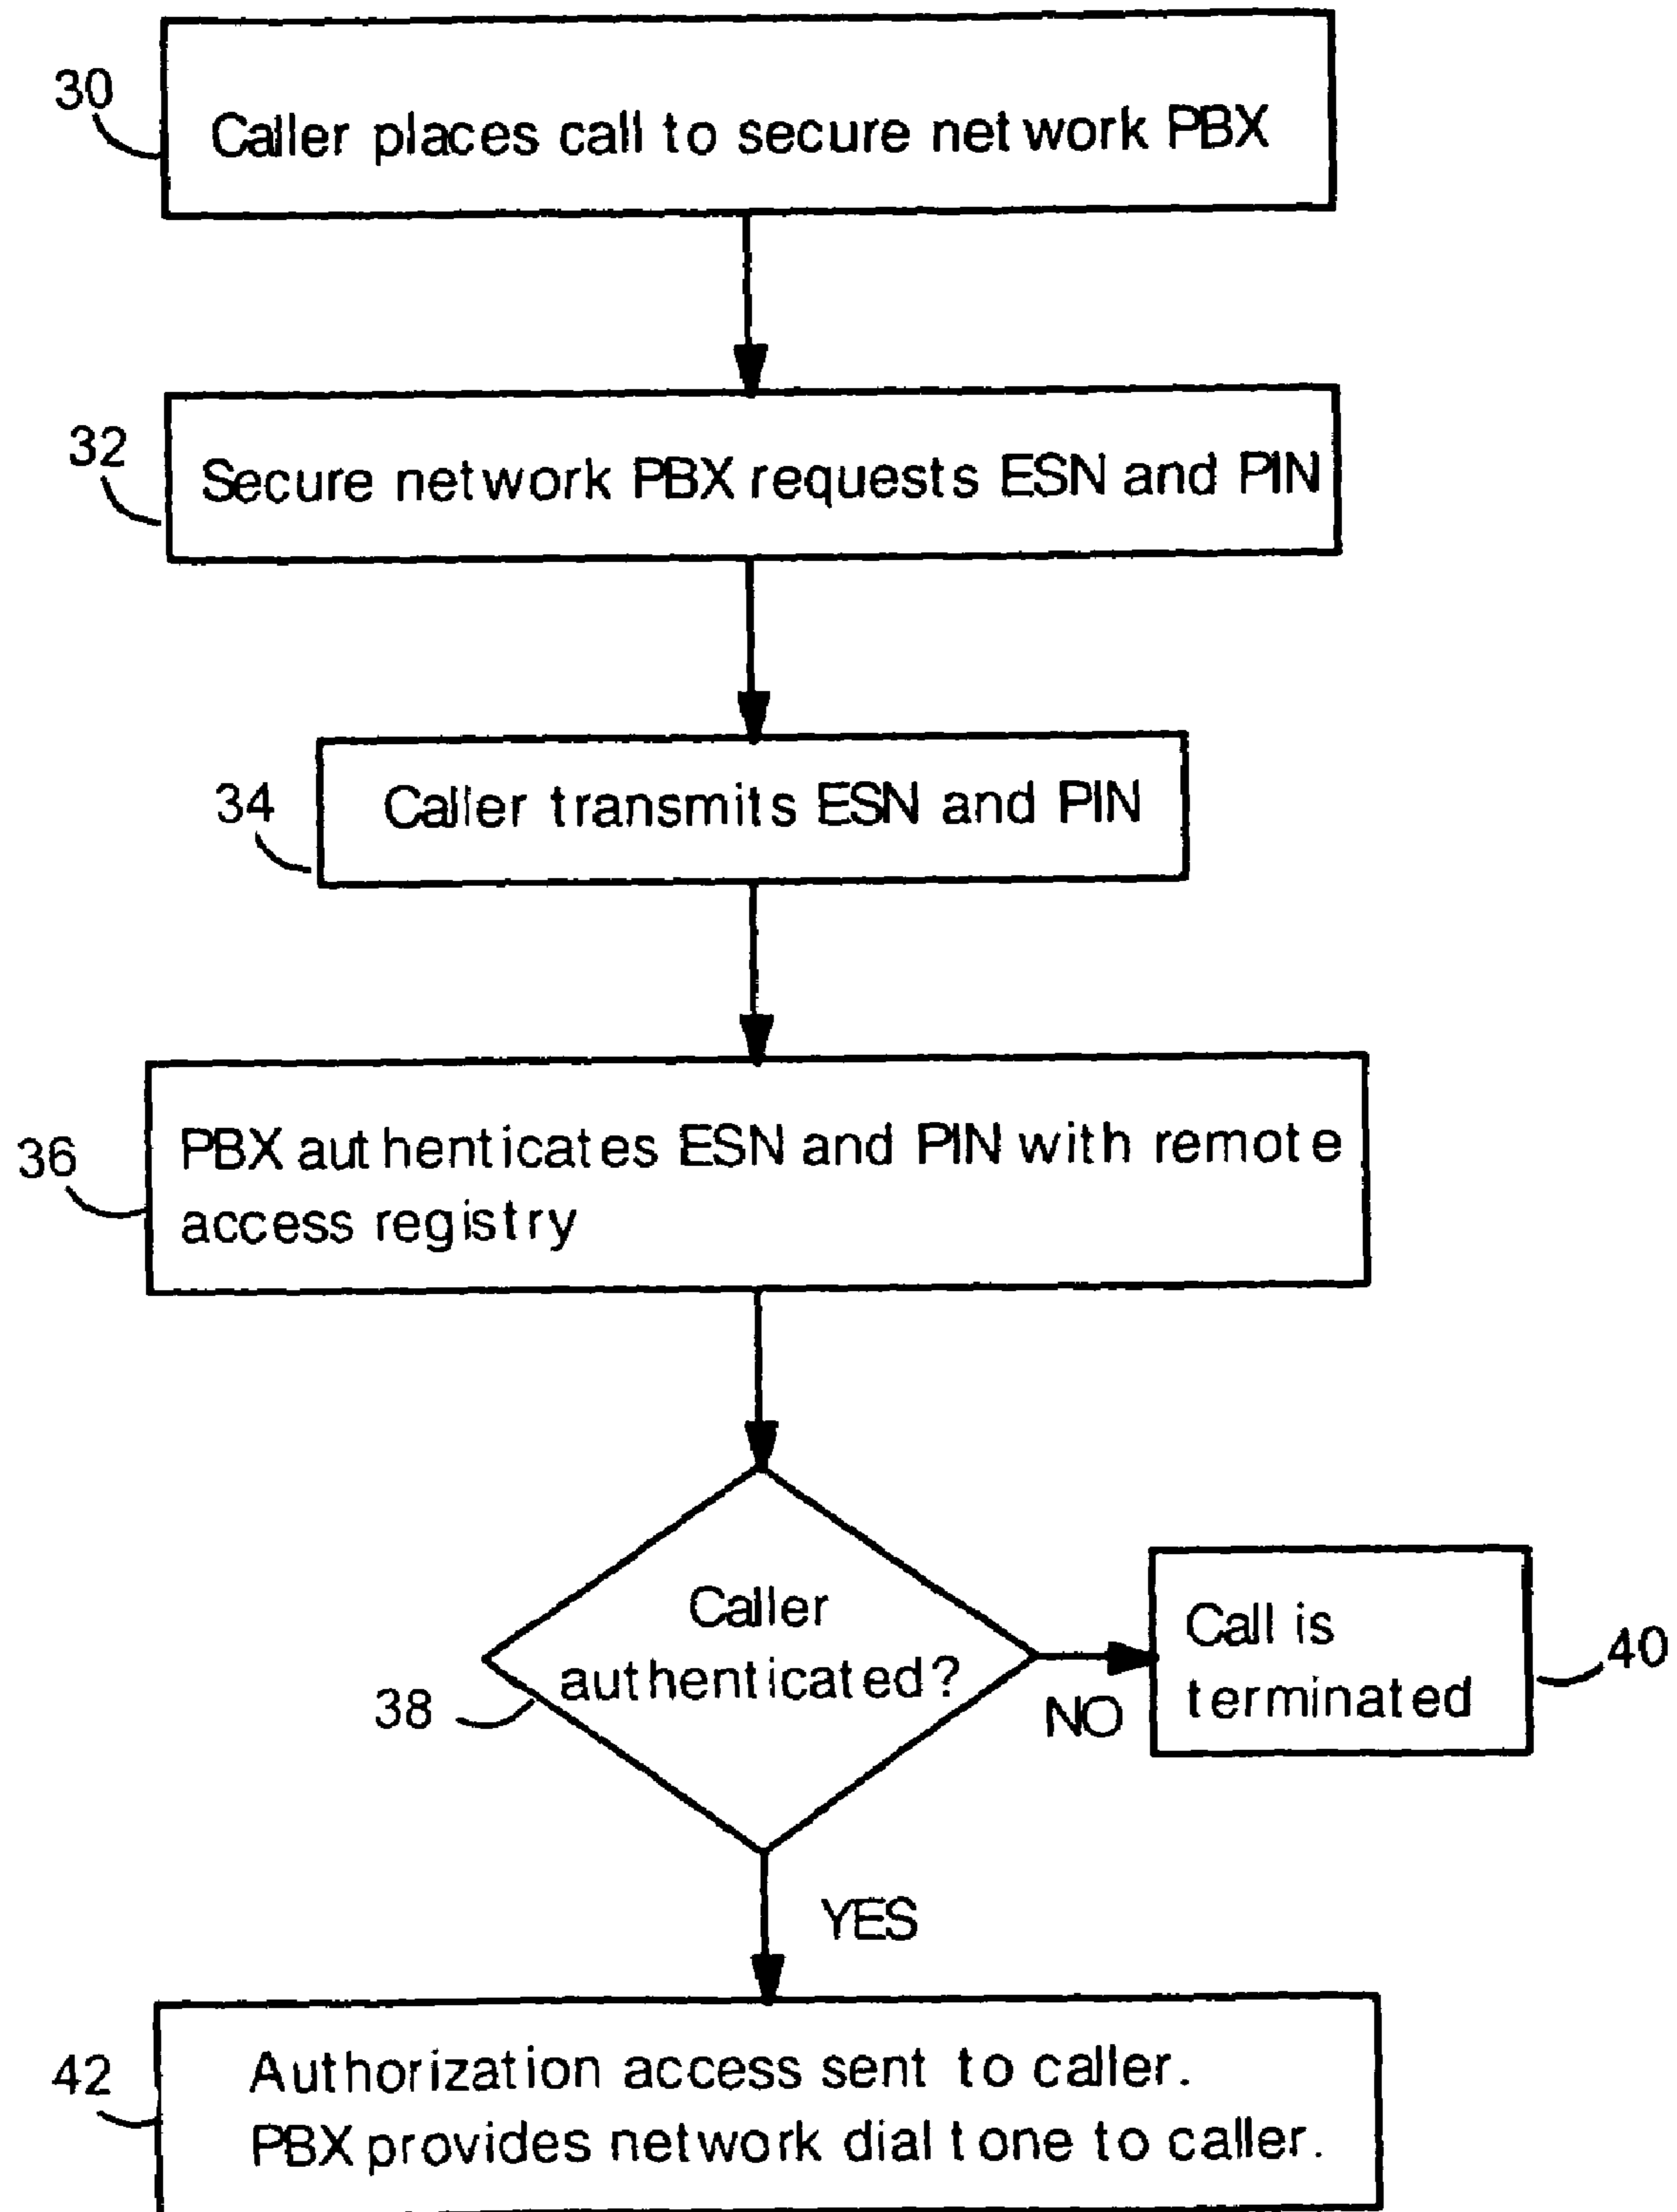 30
Caller places call to secure network PBX
32
Secure network PBX requests ESN and PIN
34
Caller transmits ESN and PIN
36
PBX authenticates ESN and PIN with remote
access registry
Caller
authenticated?
38
NO
Call is
terminated
40
YES
42
Authorization access sent to caller.
PBX provides network dial tone to caller.